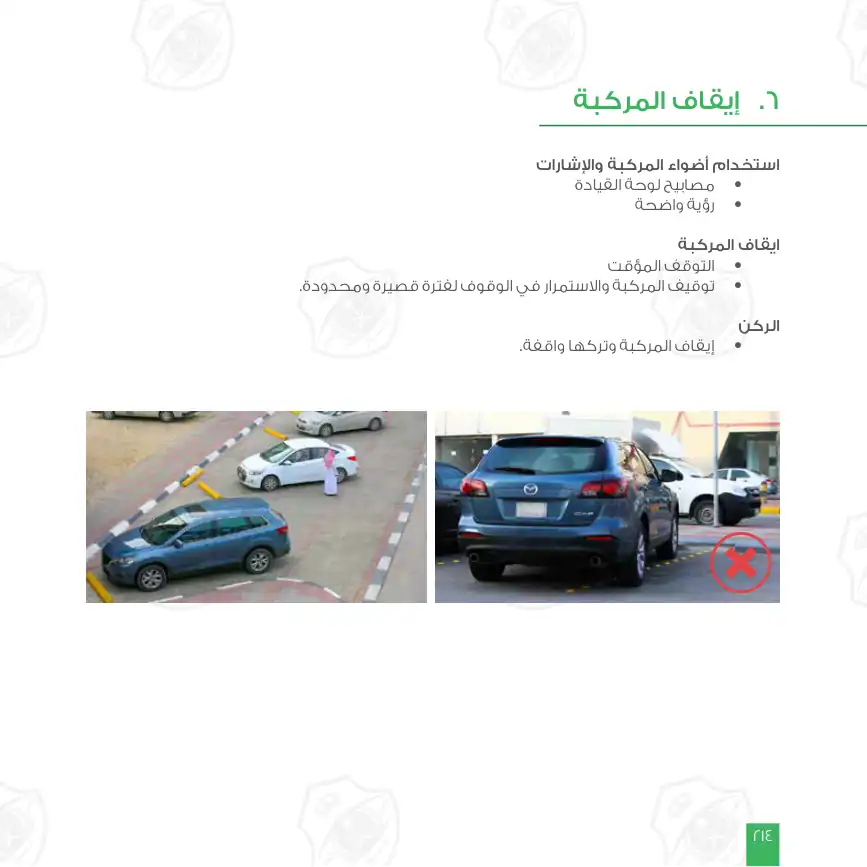 ٦. إيقاف المركبة
استخدام أضواء المركبة والإشارات
• مصابيح لوحة القيادة
• رؤية واضحة
ايقاف المركبة
• التوقف المؤقت
• توقيف المركبة والاستمرار في الوقوف لفترة قصيرة ومحدودة.
الركن
• إيقاف المركبة وتركها واقفة.
٢١٤